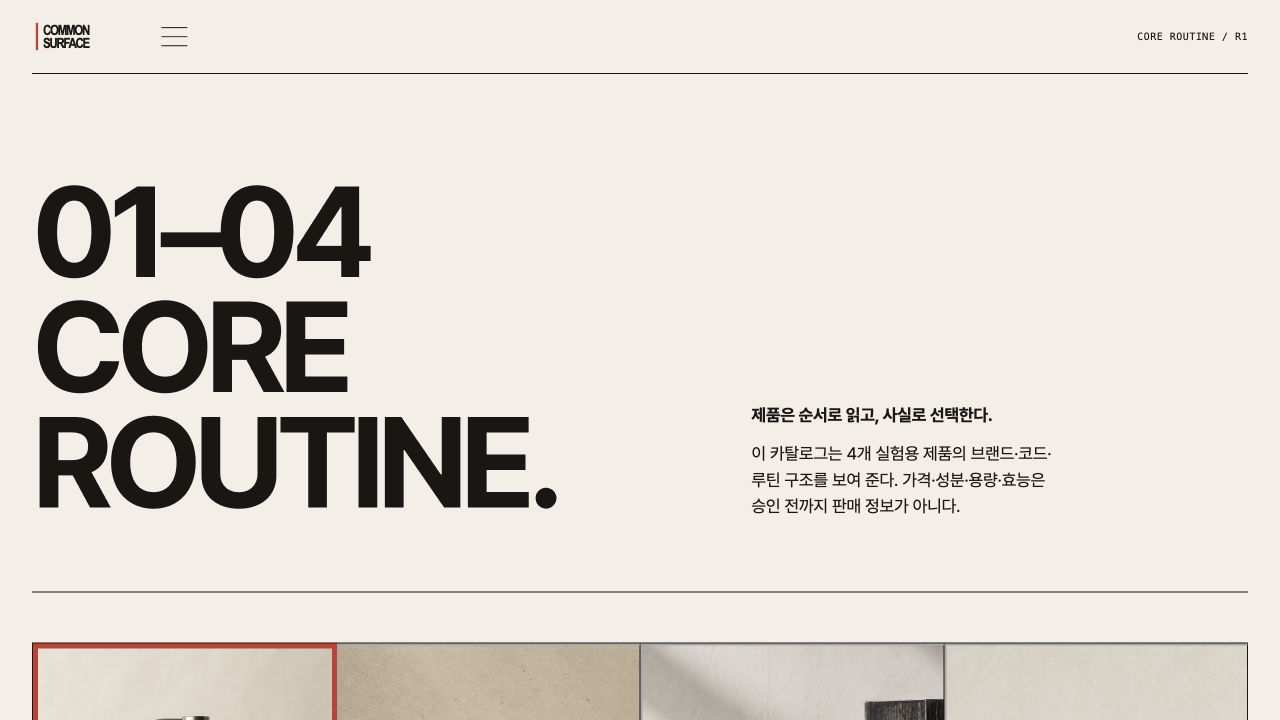 COMMON
SURFACE
CORE ROUTINE / R1
01–04
CORE
ROUTINE.
제품은 순서로 읽고, 사실로 선택한다.
이 카탈로그는 4개 실험용 제품의 브랜드·코드·
루틴 구조를 보여 준다. 가격·성분·용량·효능은
승인 전까지 판매 정보가 아니다.